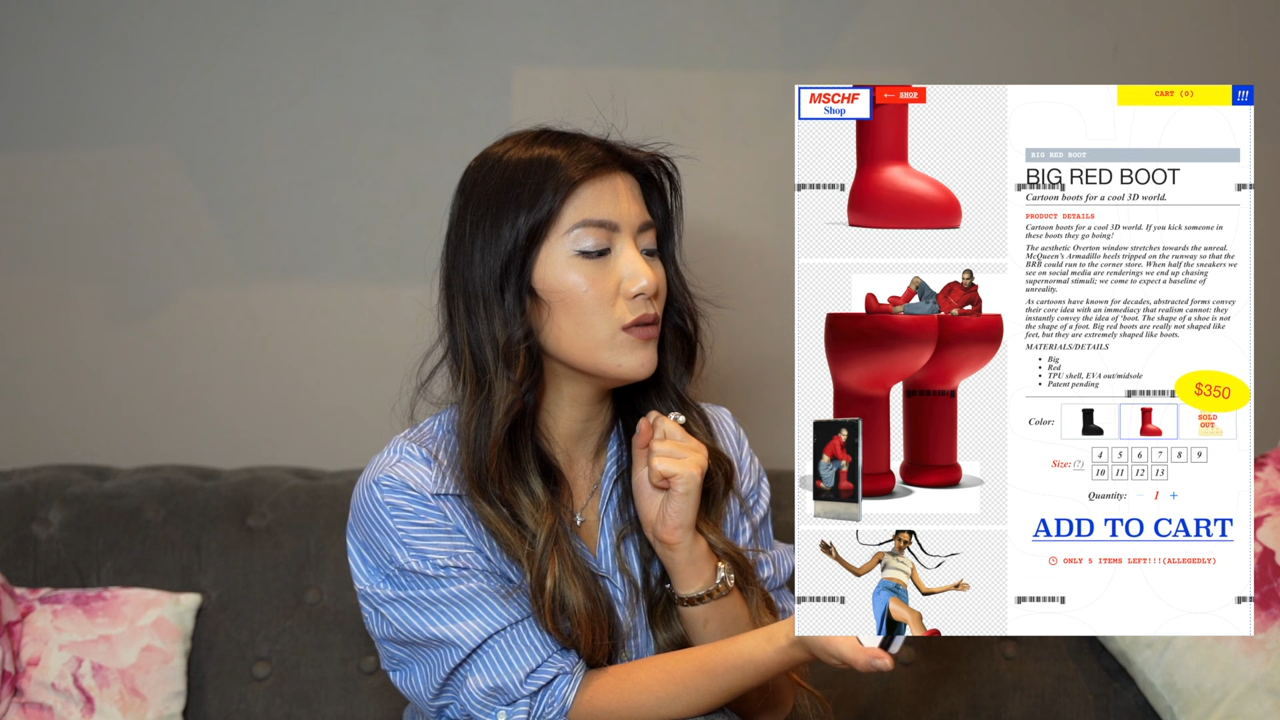 MSCHF
Shop
← SHOP
CART (0)
!!!
BIG RED BOOT
BIG RED BOOT
Cartoon boots for a cool 3D world.
PRODUCT DETAILS
Cartoon boots for a cool 3D world. If you kick someone in
these boots they go boing!
The aesthetic Overton window stretches towards the unreal.
McQueen's Armadillo heels tripped on the runway so that the
BRB could run to the corner store. When half the sneakers we
see on social media are renderings we end up chasing
supernormal stimuli; we come to expect a baseline of
unreality.
As cartoons have known for decades, abstracted forms convey
their core idea with an immediacy that realism cannot: they
instantly convey the idea of 'boot. The shape of a shoe is not
the shape of a foot. Big red boots are really not shaped like
feet, but they are extremely shaped like boots.
MATERIALS/DETAILS
• Big
• Red
• TPU shell, EVA out/midsole
• Patent pending
$350
Color:
SOLD
OUT
Size: (?)
4 5 6 7 8 9
10 11 12 13
Quantity: − 1 +
ADD TO CART
ONLY 5 ITEMS LEFT!!!(ALLEGEDLY)